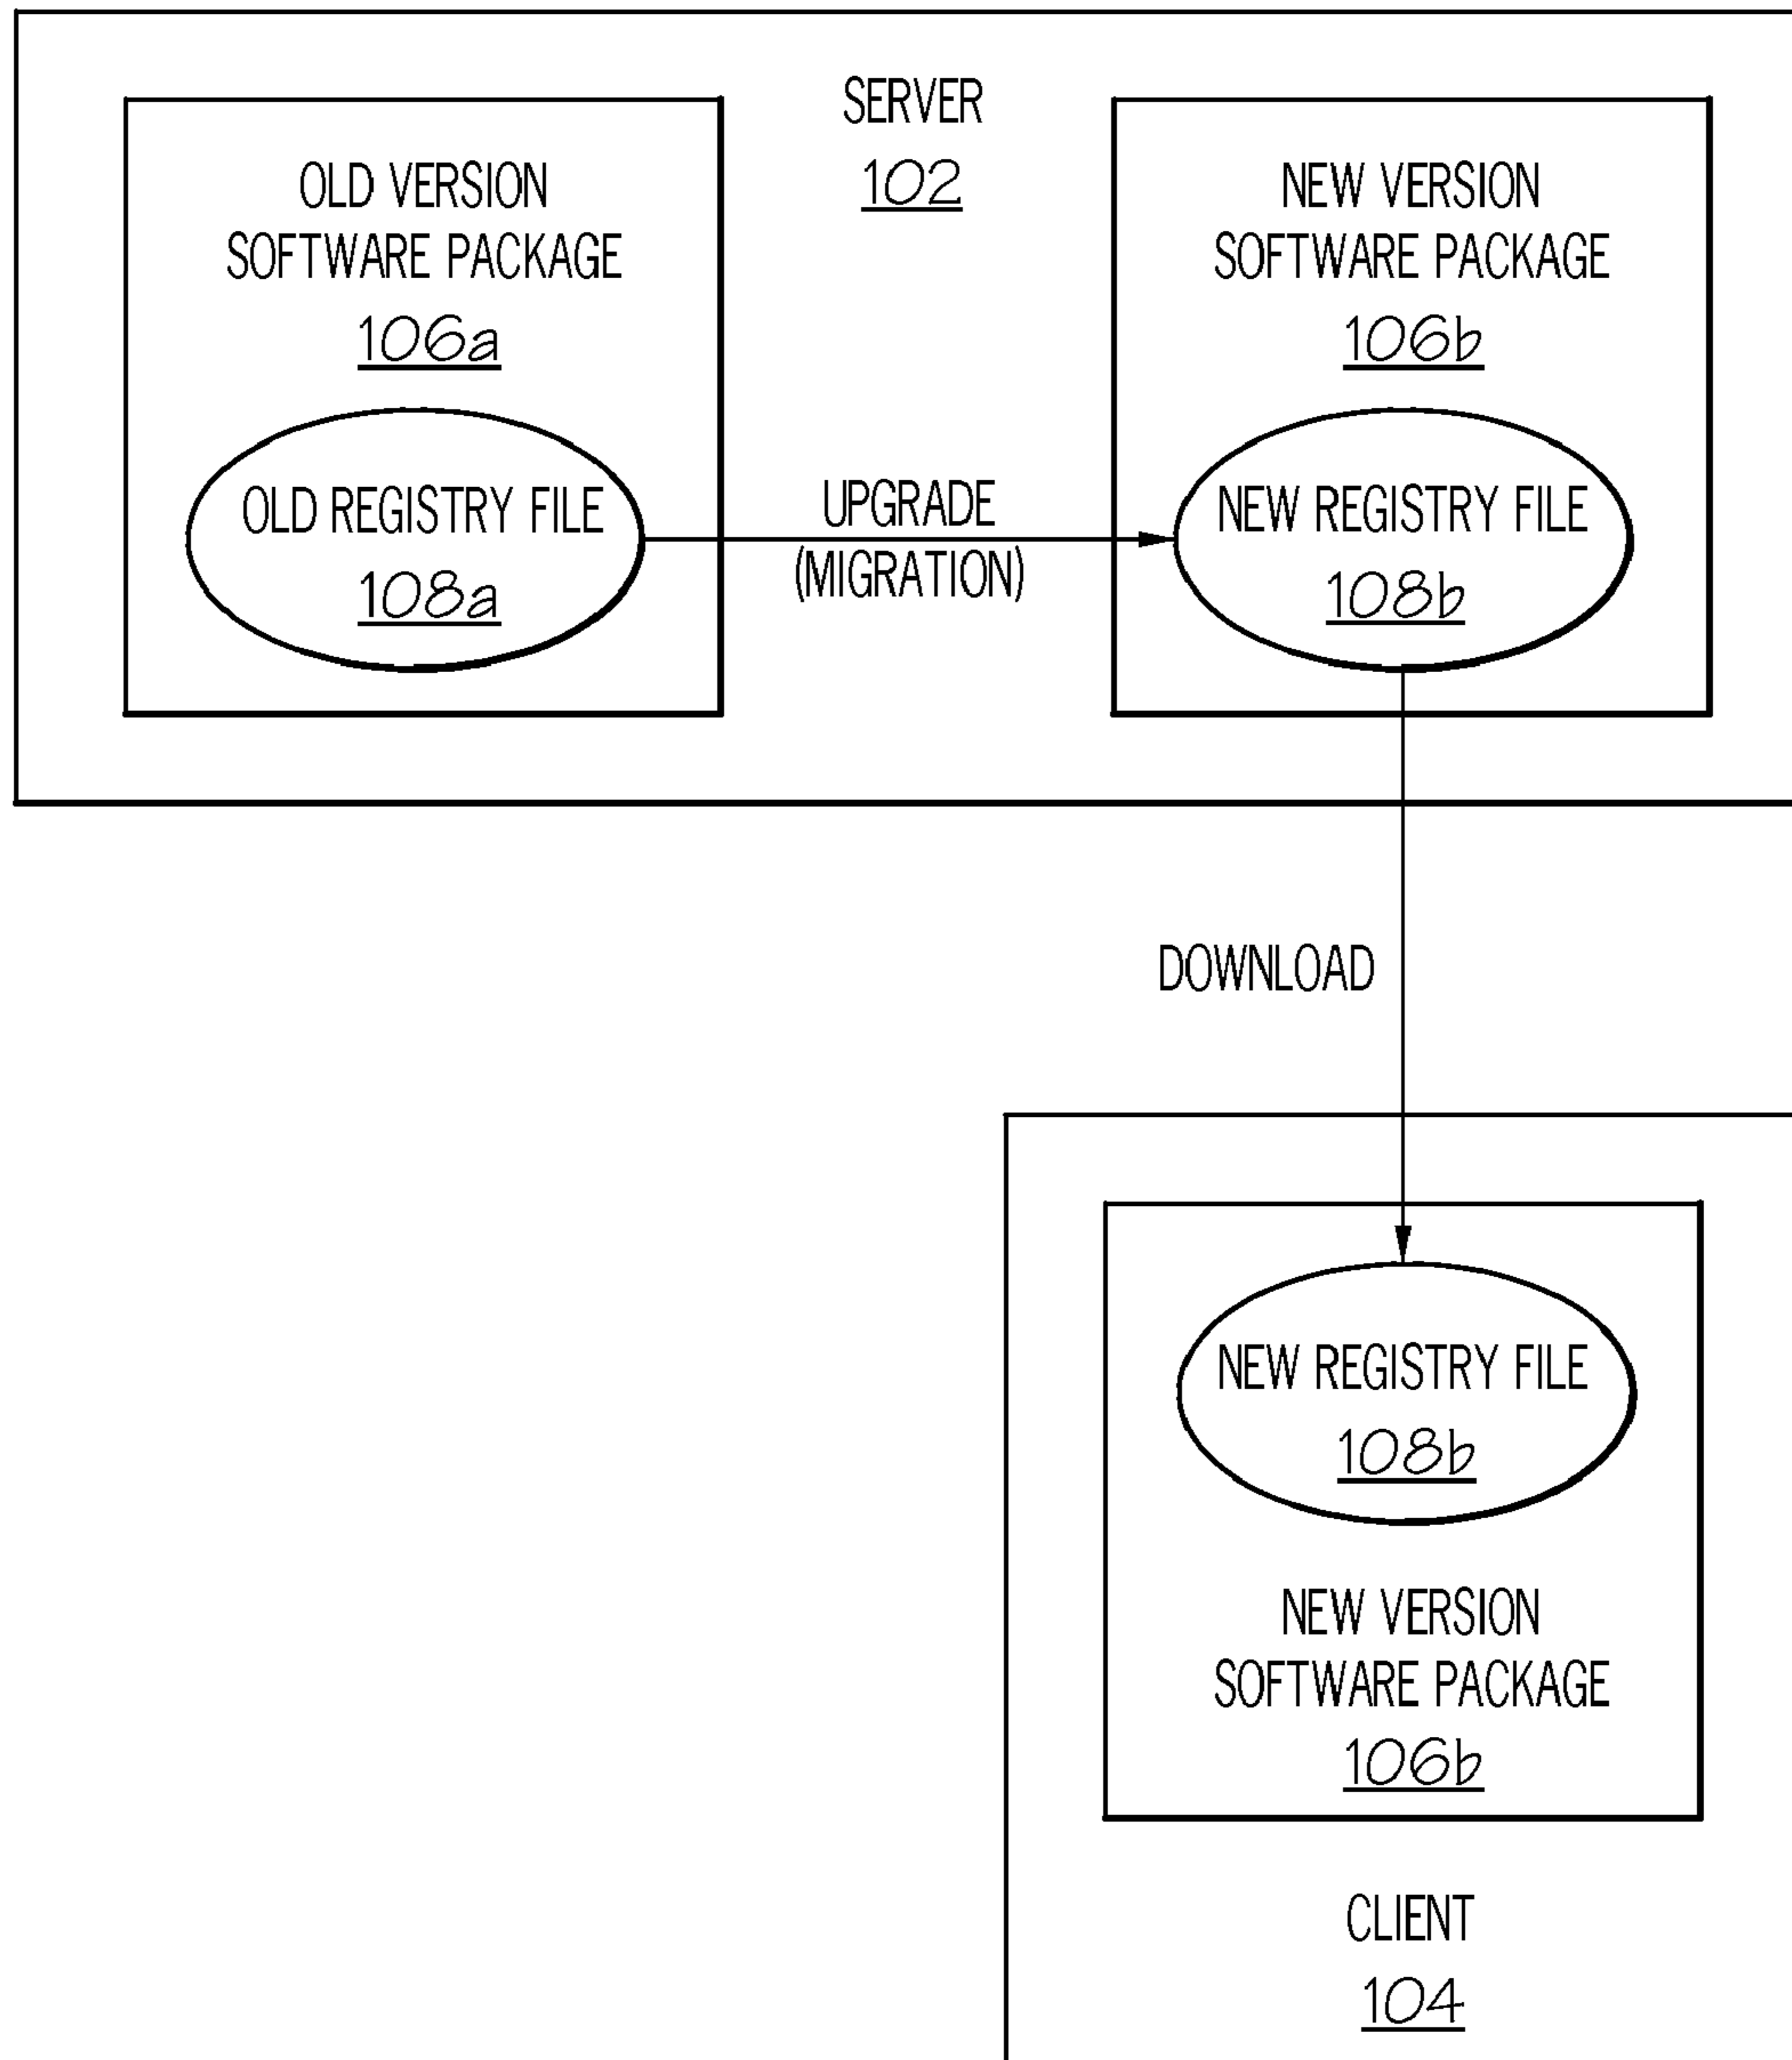 SERVER
102
OLD VERSION
SOFTWARE PACKAGE
106a
OLD REGISTRY FILE
108a
UPGRADE
(MIGRATION)
NEW VERSION
SOFTWARE PACKAGE
106b
NEW REGISTRY FILE
108b
DOWNLOAD
NEW REGISTRY FILE
108b
NEW VERSION
SOFTWARE PACKAGE
106b
CLIENT
104